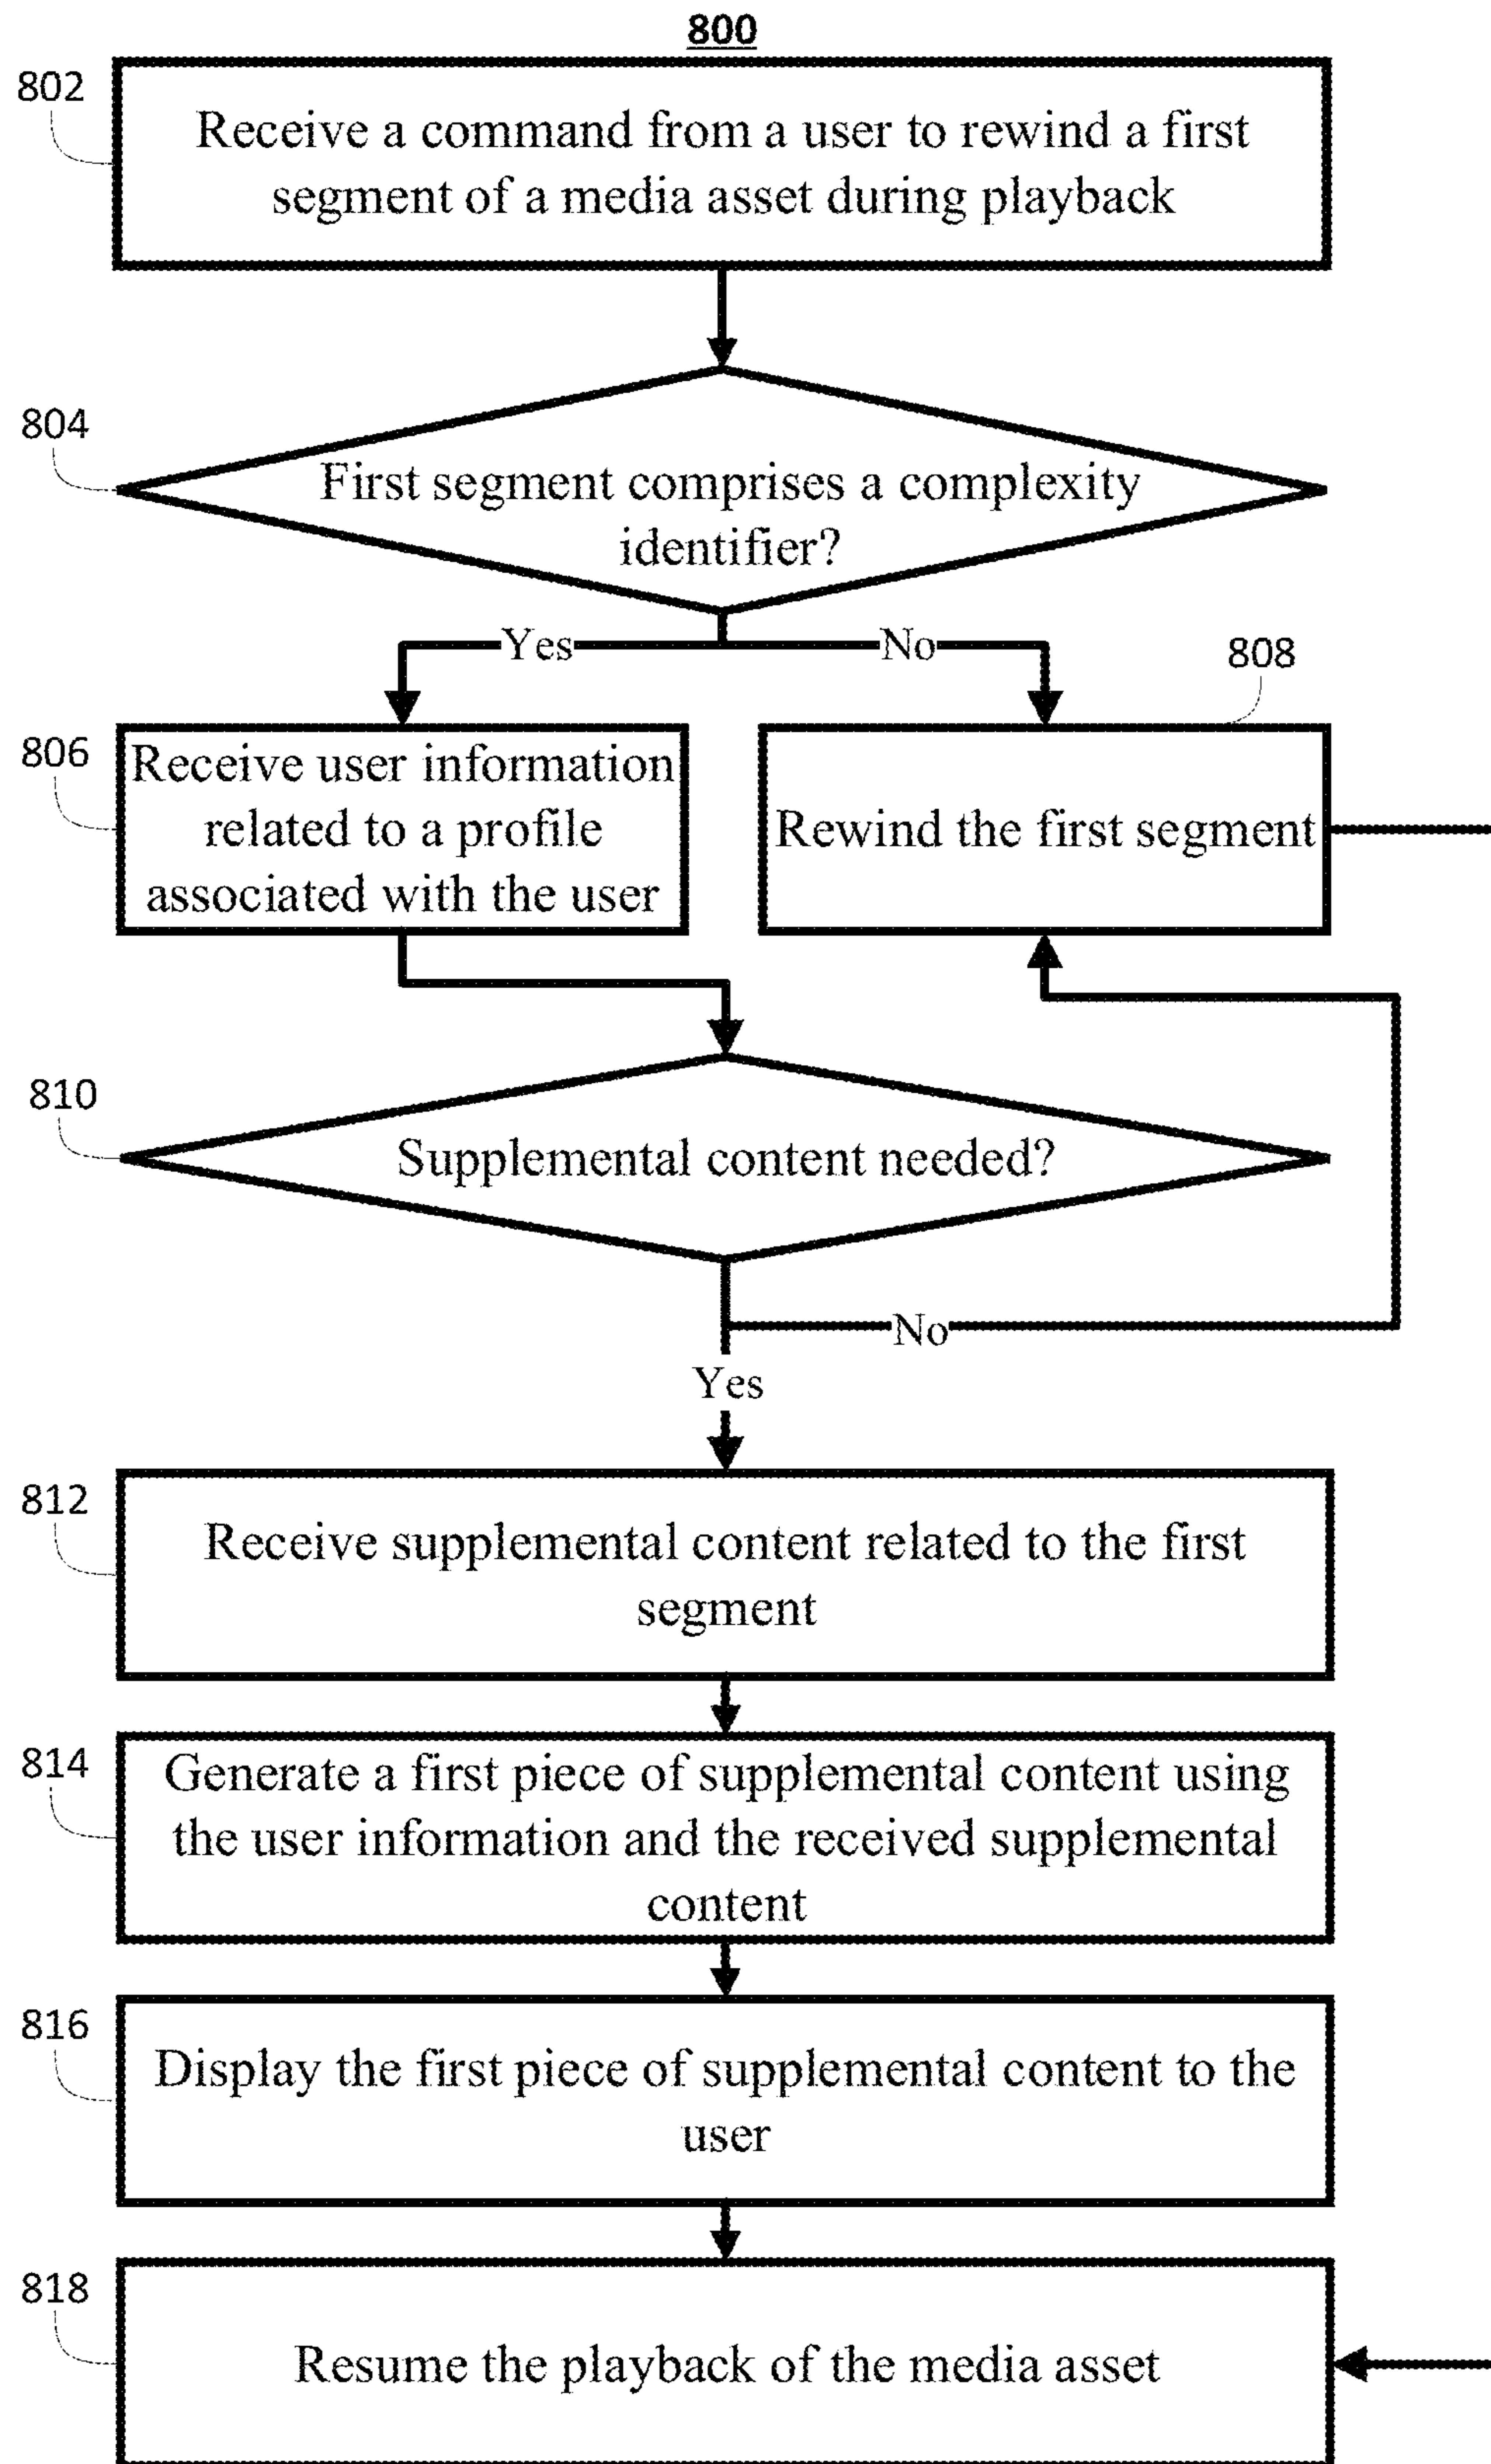 800
802
Receive a command from a user to rewind a first
segment of a media asset during playback
804
First segment comprises a complexity
identifier?
Yes
No
808
806
Receive user information
related to a profile
associated with the user
Rewind the first segment
810
Supplemental content needed?
No
Yes
812
Receive supplemental content related to the first
segment
814
Generate a first piece of supplemental content using
the user information and the received supplemental
content
816
Display the first piece of supplemental content to the
user
818
Resume the playback of the media asset